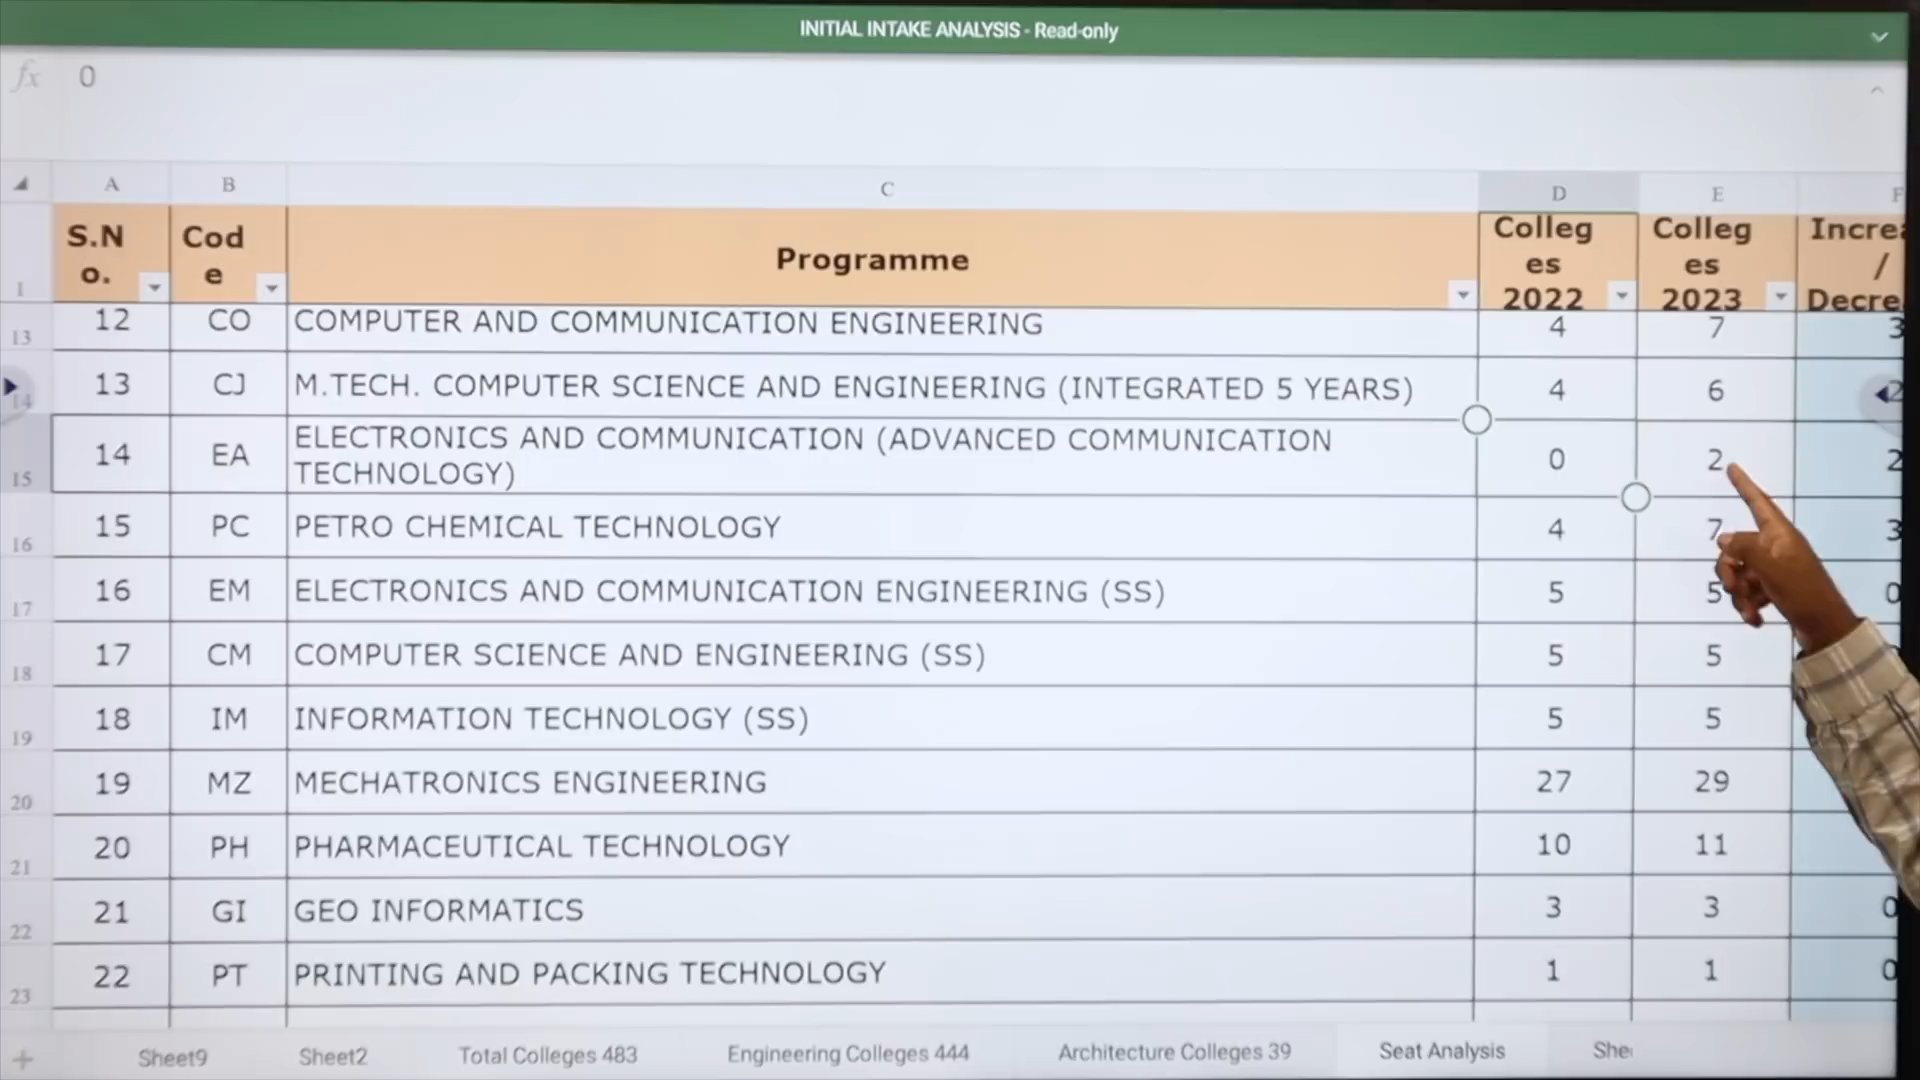 INITIAL INTAKE ANALYSIS - Read-only
fx 0
A B C D E F
1 S.N o. Cod e Programme Colleg es 2022 Colleg es 2023 Increa / Decre
13 12 CO COMPUTER AND COMMUNICATION ENGINEERING 4 7 3
14 13 CJ M.TECH. COMPUTER SCIENCE AND ENGINEERING (INTEGRATED 5 YEARS) 4 6 2
15 14 EA ELECTRONICS AND COMMUNICATION (ADVANCED COMMUNICATION TECHNOLOGY) 0 2 2
16 15 PC PETRO CHEMICAL TECHNOLOGY 4 7 3
17 16 EM ELECTRONICS AND COMMUNICATION ENGINEERING (SS) 5 5 0
18 17 CM COMPUTER SCIENCE AND ENGINEERING (SS) 5 5
19 18 IM INFORMATION TECHNOLOGY (SS) 5 5
20 19 MZ MECHATRONICS ENGINEERING 27 29
21 20 PH PHARMACEUTICAL TECHNOLOGY 10 11
22 21 GI GEO INFORMATICS 3 3 0
23 22 PT PRINTING AND PACKING TECHNOLOGY 1 1 0
Sheet9 Sheet2 Total Colleges 483 Engineering Colleges 444 Architecture Colleges 39 Seat Analysis She